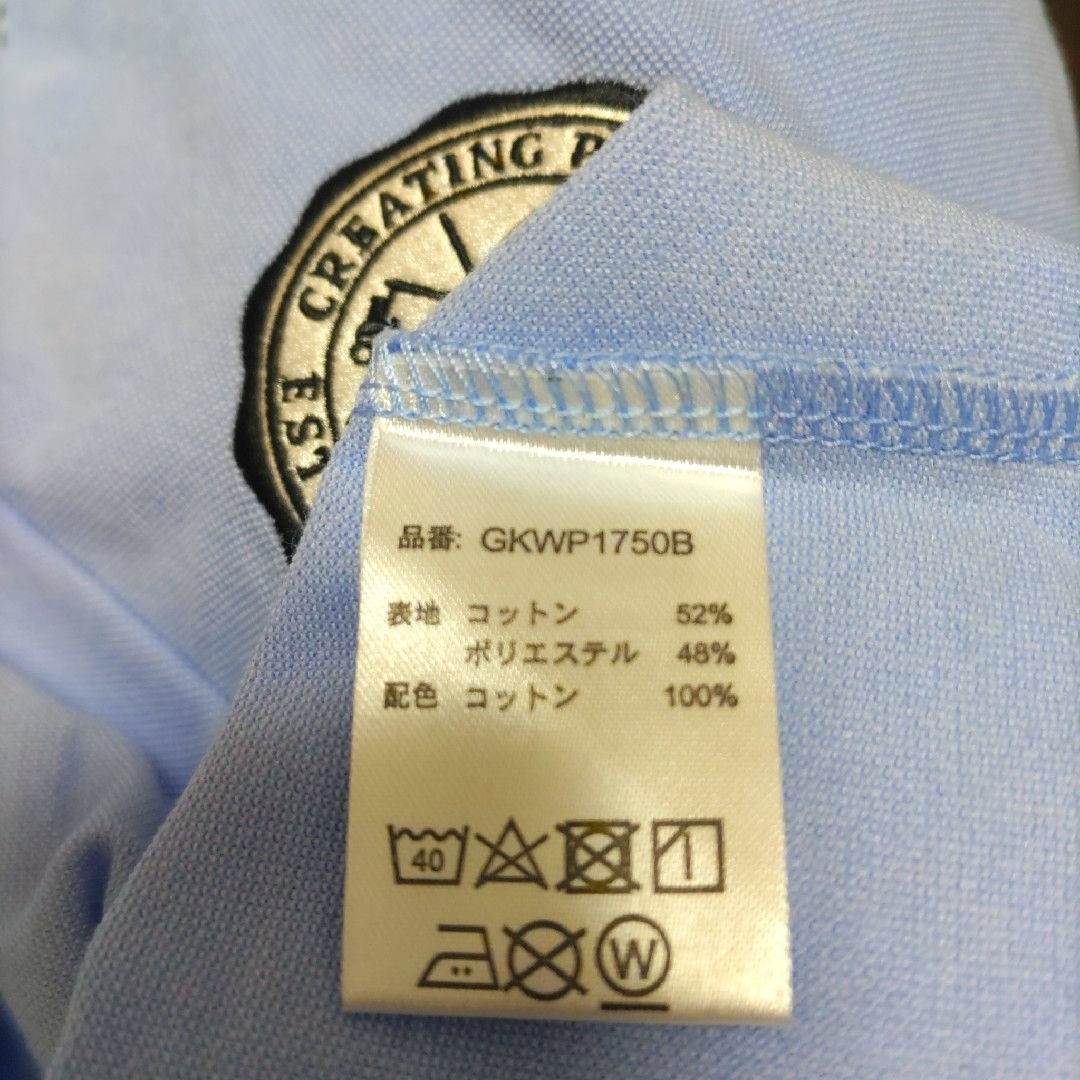 CREATING
EST
品番: GKWP1750B
表地 コットン 52%
ポリエステル 48%
配色 コットン 100%
40
W